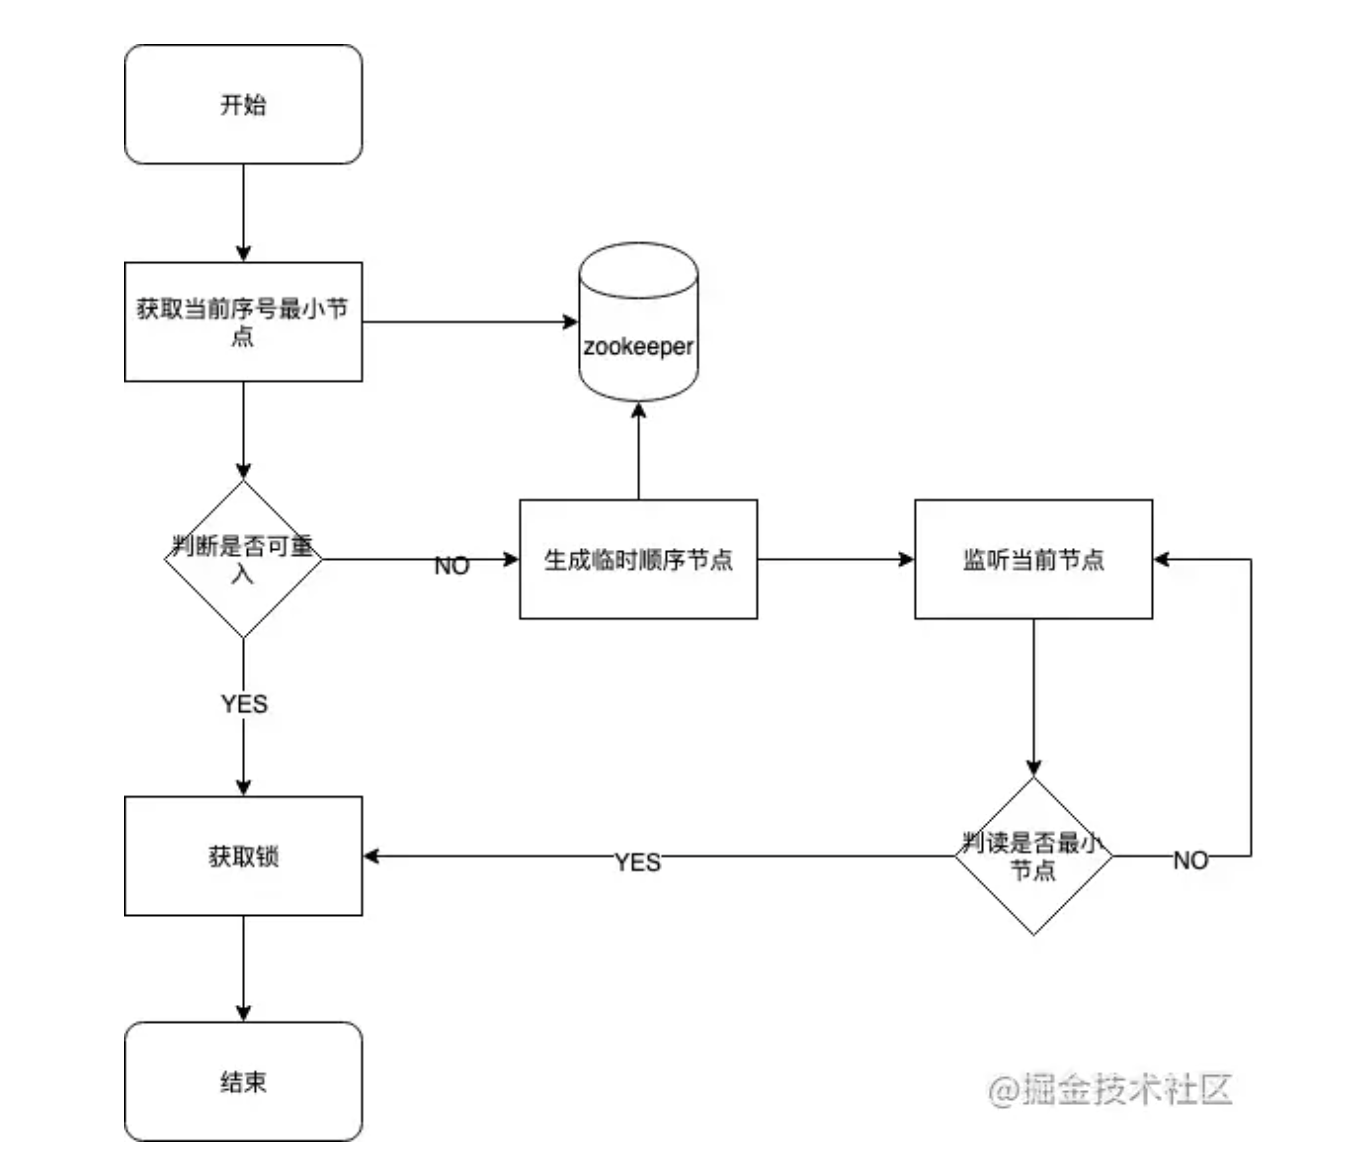 开始
获取当前序号最小节
点
zookeeper
判断是否可重
入
NO
生成临时顺序节点
监听当前节点
YES
获取锁
YES
判读是否最小
节点
NO
结束
@掘金技术社区